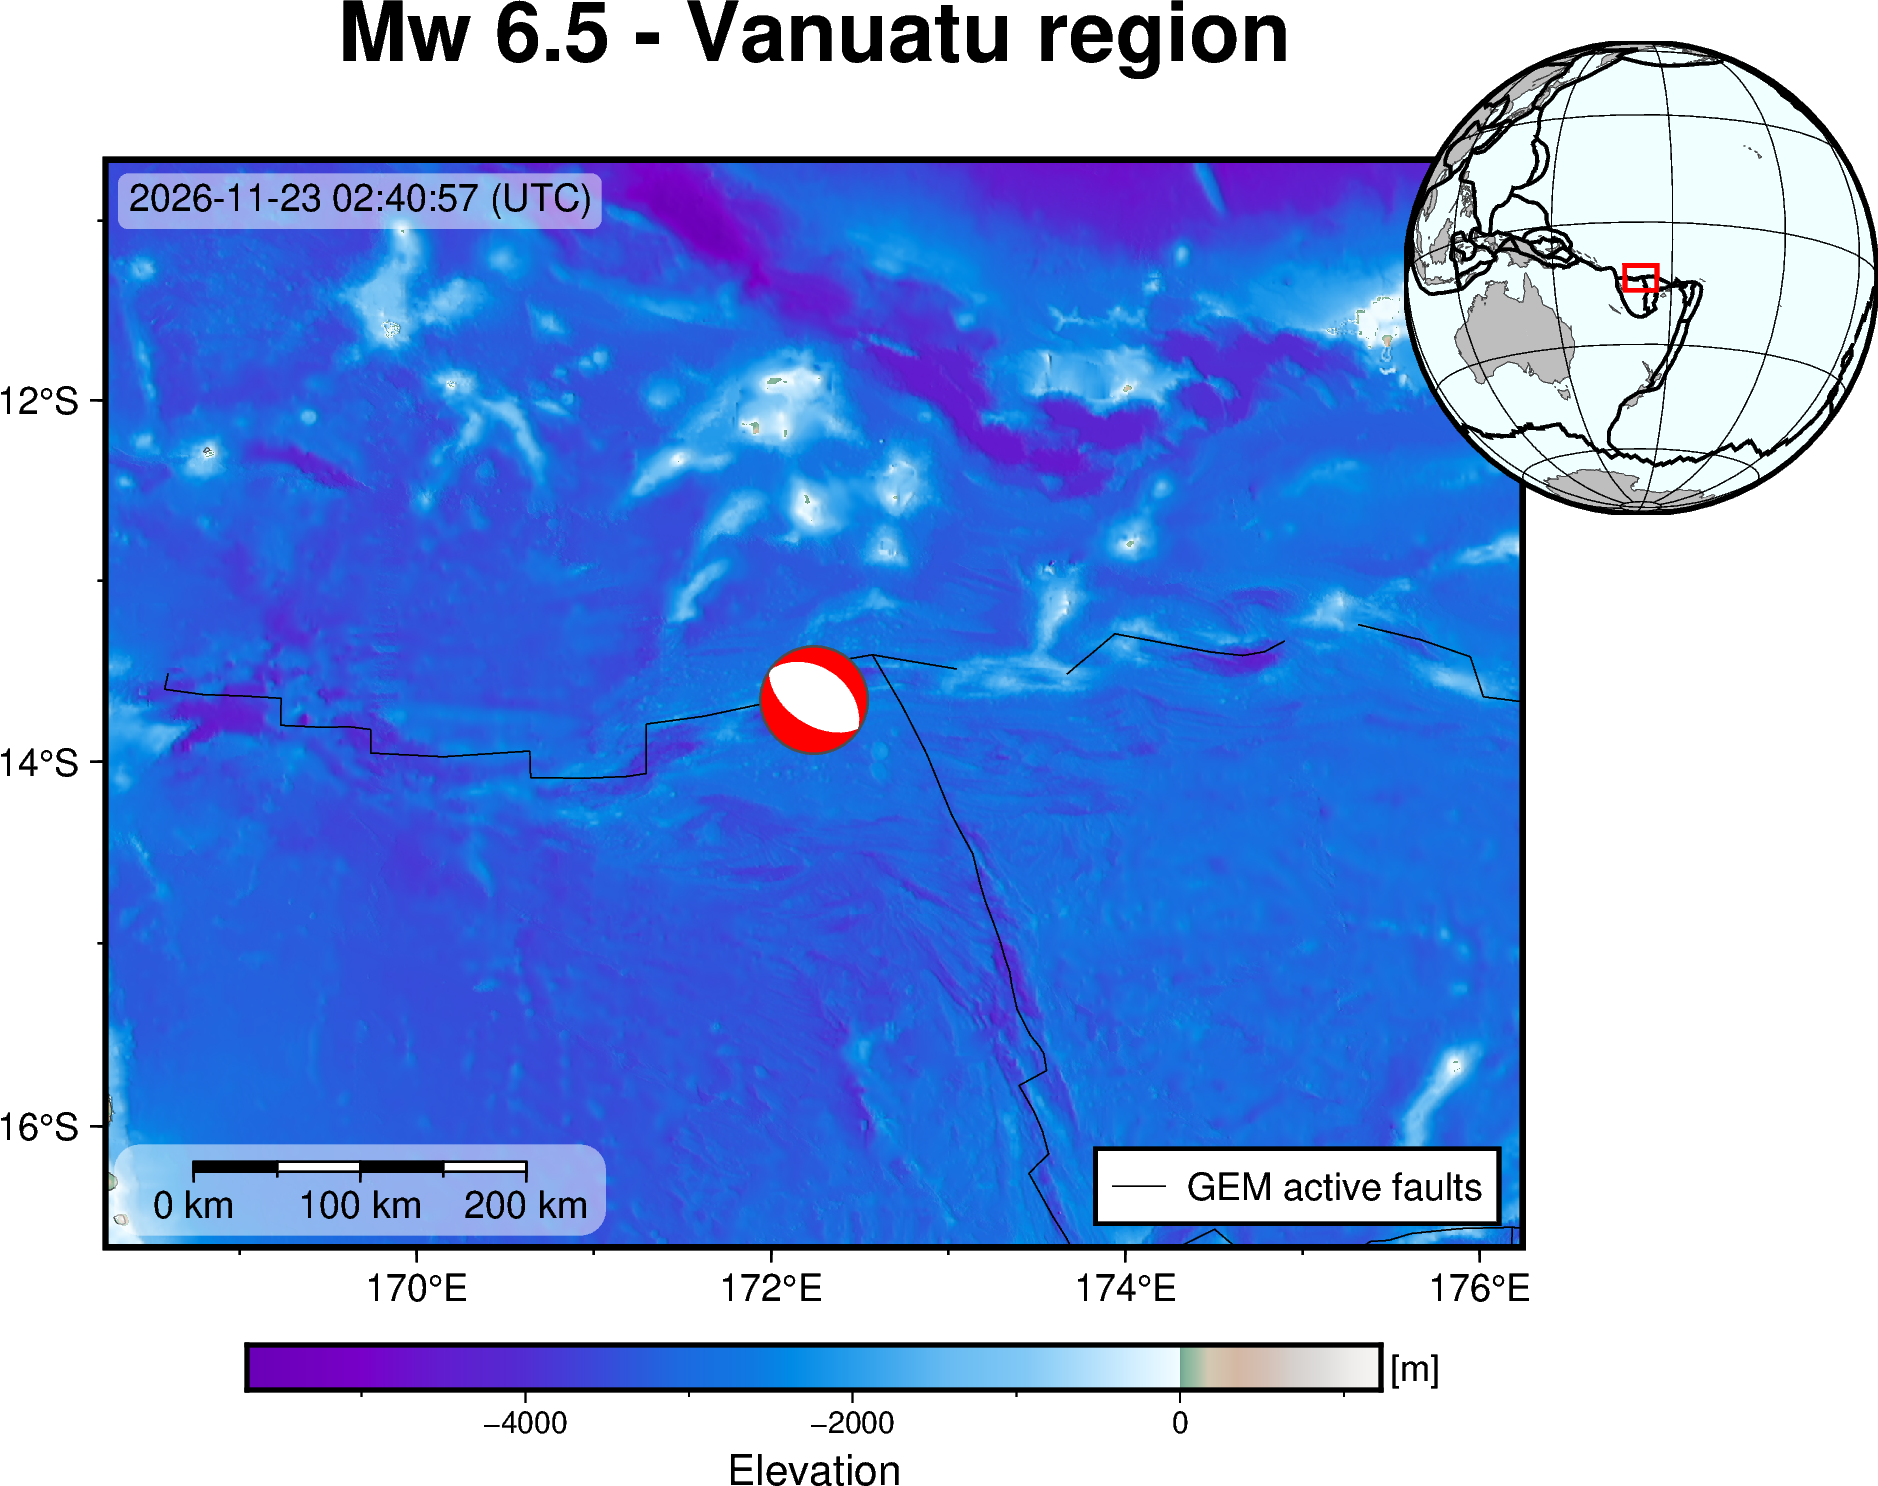 Mw 6.5 - Vanuatu region
2026-11-23 02:40:57 (UTC)
12°S
14°S
16°S
0 km 100 km 200 km
GEM active faults
170°E 172°E 174°E 176°E
[m]
−4000 −2000 0
Elevation